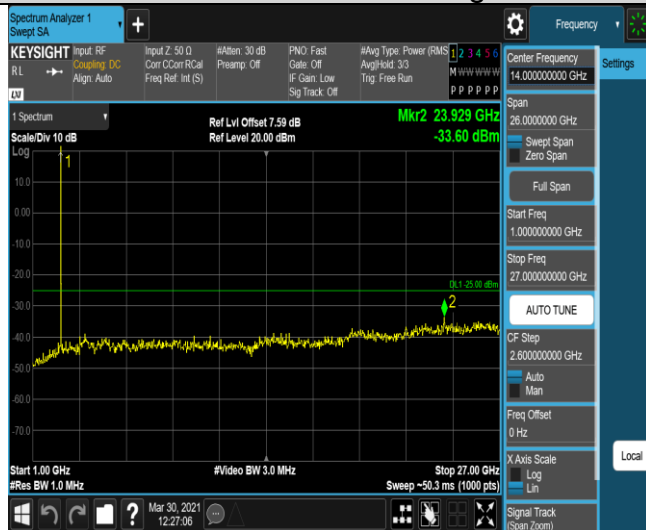 Spectrum Analyzer 1
Swept SA
Frequency
KEYSIGHT
RL
Input: RF
Coupling: DC
Align: Auto
Input Z: 50 Ω
Corr CCorr RCal
Freq Ref: Int (S)
#Atten: 30 dB
Preamp: Off
PNO: Fast
Gate: Off
IF Gain: Low
Sig Track: Off
#Avg Type: Power (RMS
Avg|Hold: 3/3
Trig: Free Run
1 2 3 4 5 6
M W W W W W
P P P P P P
LXI
1 Spectrum
Scale/Div 10 dB
Log
Ref Lvl Offset 7.59 dB
Ref Level 20.00 dBm
Mkr2 23.929 GHz
-33.60 dBm
1
10.0
0.00
-10.0
-20.0
DL1 -25.00 dBm
-30.0
2
-40.0
-50.0
-60.0
-70.0
Start 1.00 GHz
#Res BW 1.0 MHz
#Video BW 3.0 MHz
Stop 27.00 GHz
Sweep ~50.3 ms (1000 pts)
Mar 30, 2021
12:27:06
Center Frequency
14.000000000 GHz
Settings
Span
26.0000000 GHz
Swept Span
Zero Span
Full Span
Start Freq
1.000000000 GHz
Stop Freq
27.000000000 GHz
AUTO TUNE
CF Step
2.600000000 GHz
Auto
Man
Freq Offset
0 Hz
X Axis Scale
Log
Lin
Local
Signal Track
(Span Zoom)